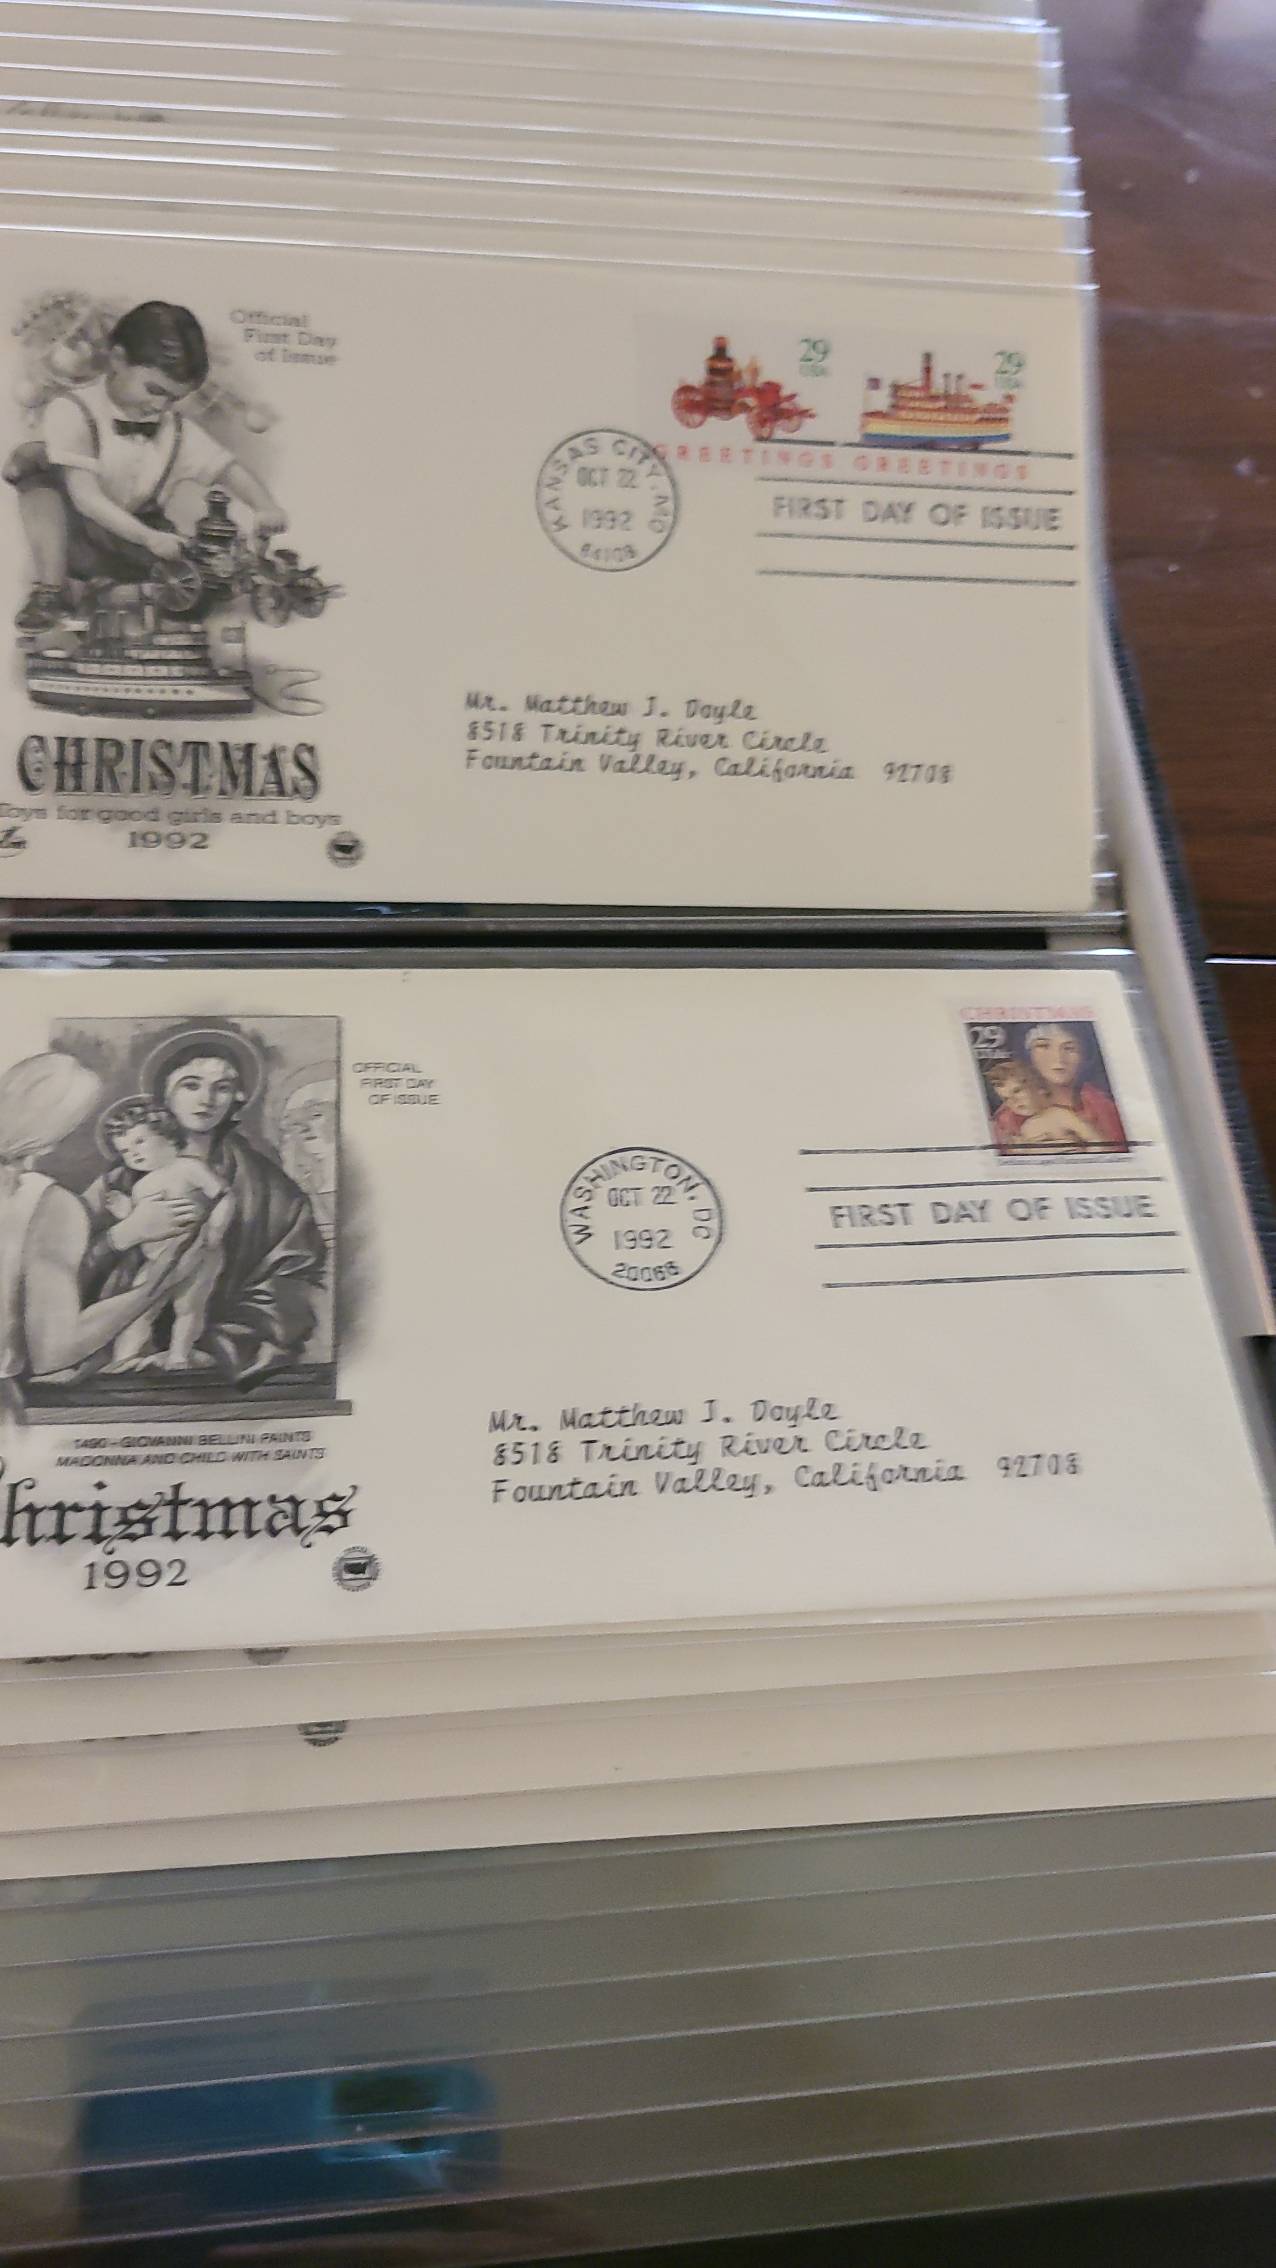 Official
First Day
of Issue
29
USA
29
USA
GREETINGS GREETINGS
KANSAS CITY, MO
OCT 22
1992
64108
FIRST DAY OF ISSUE
Mr. Matthew J. Doyle
8518 Trinity River Circle
Fountain Valley, California 92708
CHRISTMAS
Toys for good girls and boys
1992
CHRISTMAS
29
USA
OFFICIAL
FIRST DAY
OF ISSUE
WASHINGTON, DC
OCT 22
1992
20066
FIRST DAY OF ISSUE
Mr. Matthew J. Doyle
8518 Trinity River Circle
Fountain Valley, California 92708
1490 - GIOVANNI BELLINI PAINTS
MADONNA AND CHILD WITH SAINTS
Christmas
1992